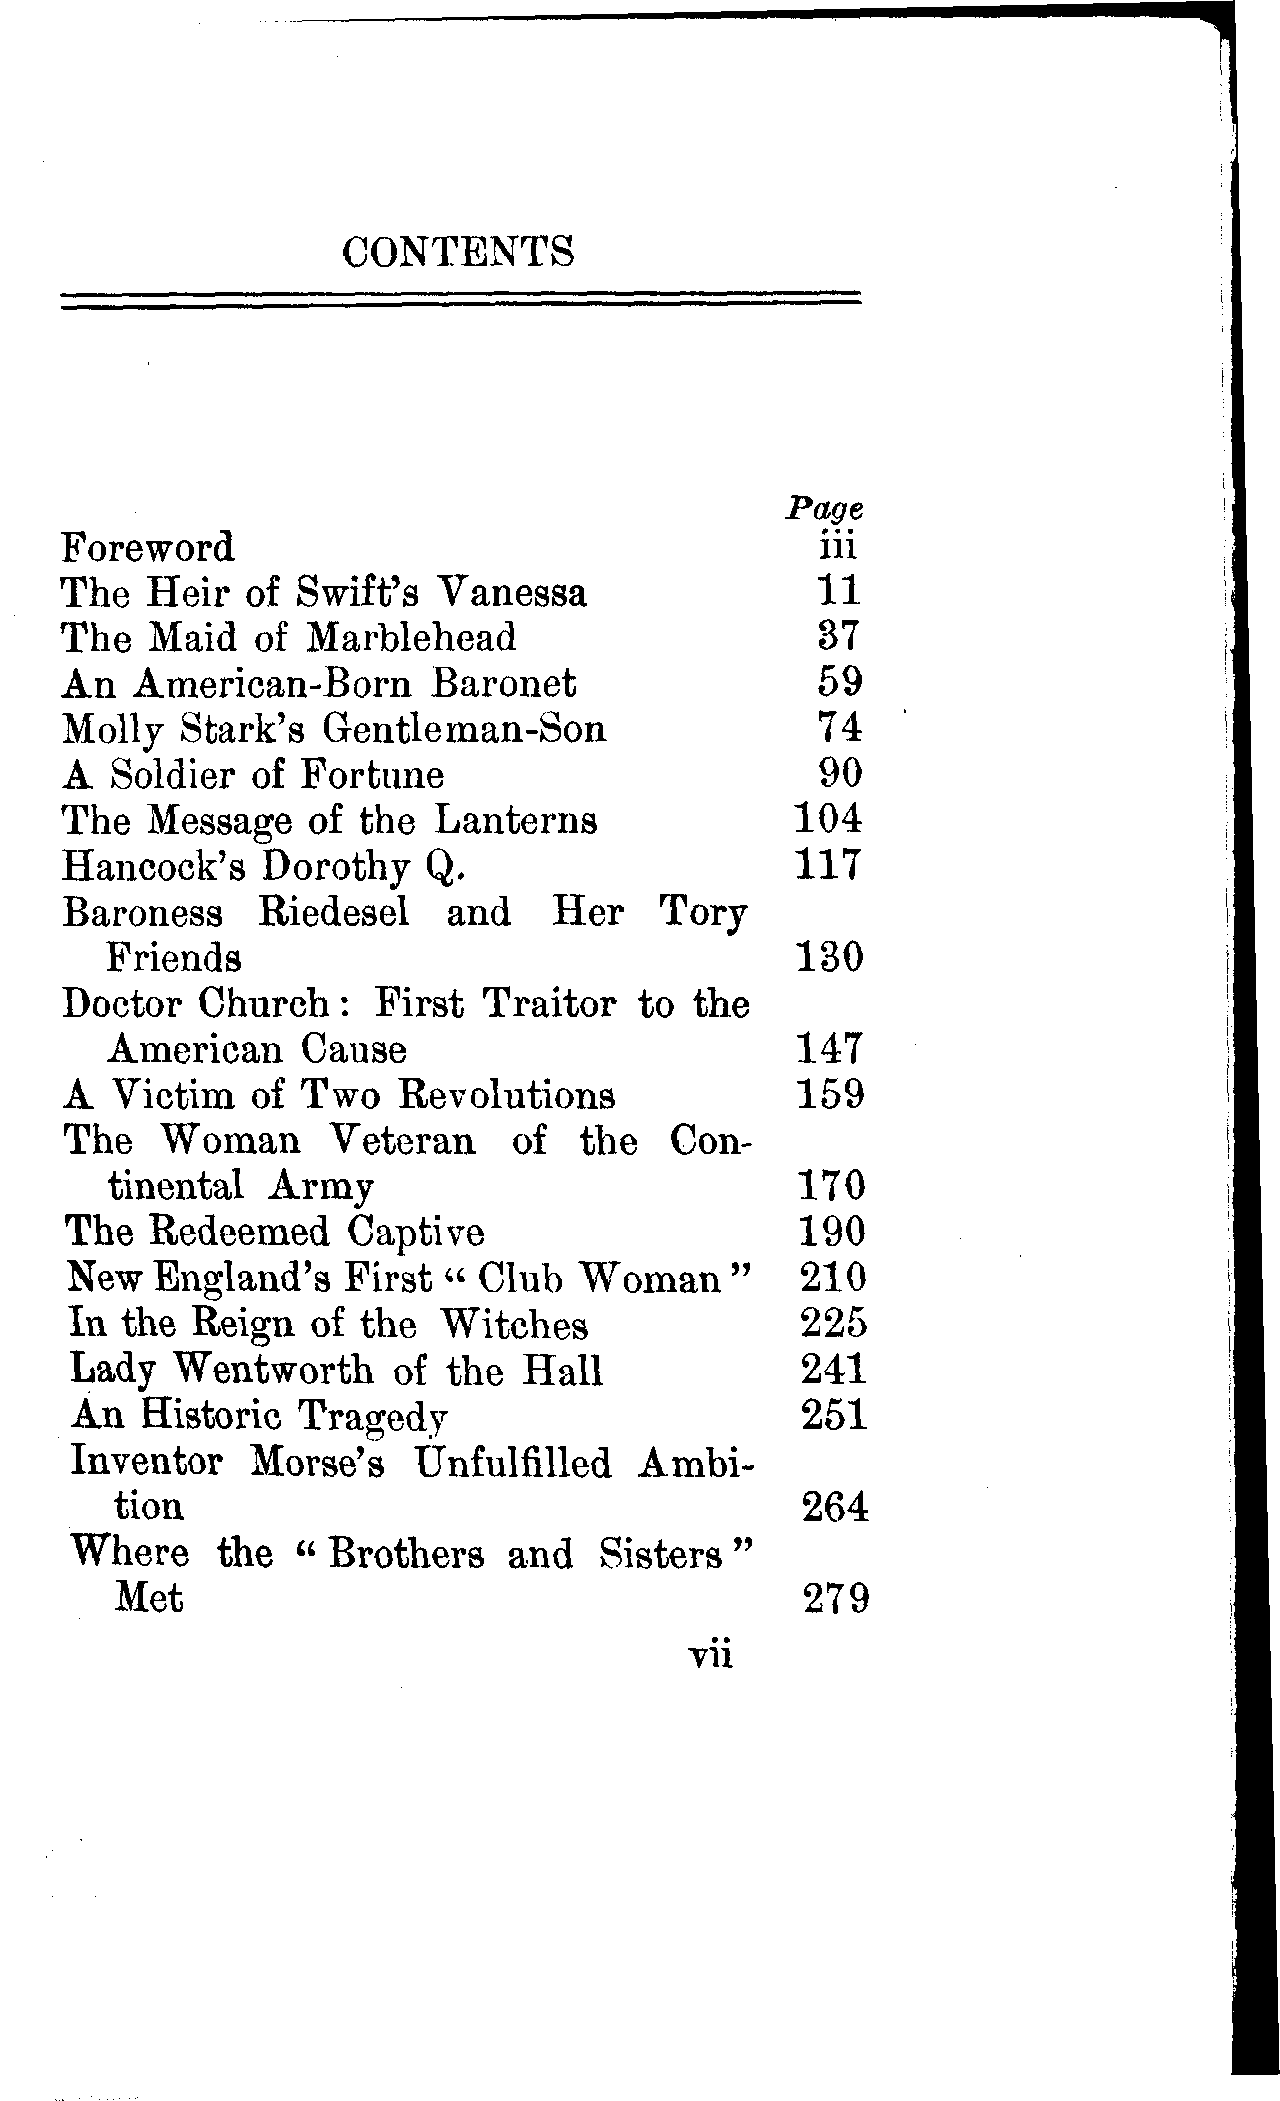 CONTENTS
Page
Foreword iii
The Heir of Swift's Vanessa 11
The Maid of Marblehead 37
An American-Born Baronet 59
Molly Stark's Gentleman-Son 74
A Soldier of Fortune 90
The Message of the Lanterns 104
Hancock's Dorothy Q. 117
Baroness Riedesel and Her Tory
Friends 130
Doctor Church: First Traitor to the
American Cause 147
A Victim of Two Revolutions 159
The Woman Veteran of the Con-
tinental Army 170
The Redeemed Captive 190
New England's First “Club Woman” 210
In the Reign of the Witches 225
Lady Wentworth of the Hall 241
An Historic Tragedy 251
Inventor Morse's Unfulfilled Ambi-
tion 264
Where the “Brothers and Sisters”
Met 279
vii